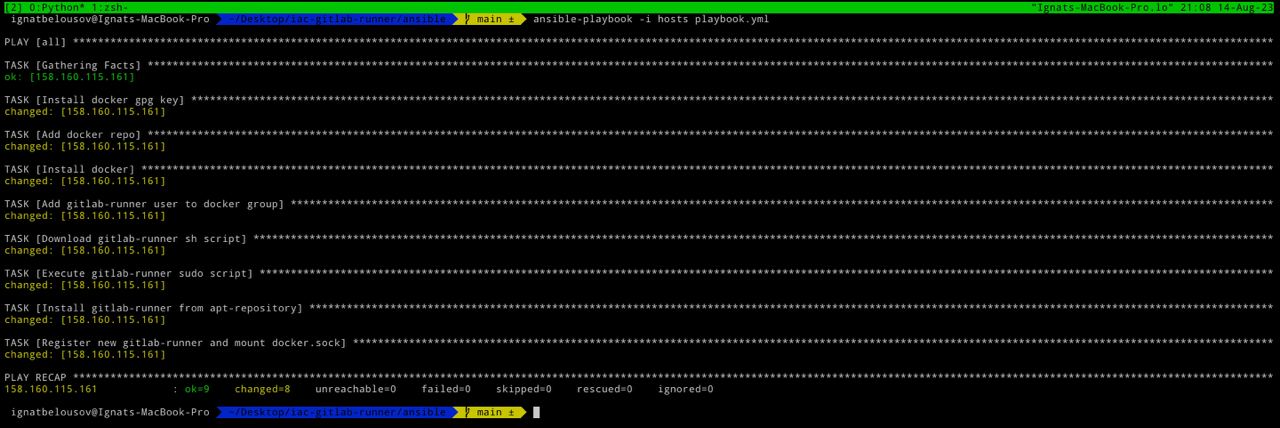 [2] 0:Python* 1:zsh- "Ignats-MacBook-Pro.lo" 21:08 14-Aug-23
ignatbelousov@Ignats-MacBook-Pro ~/Desktop/iac-gitlab-runner/ansible main ± ansible-playbook -i hosts playbook.yml
PLAY [all] ****************************************************************************************************
TASK [Gathering Facts] ****************************************************************************************************
ok: [158.160.115.161]
TASK [Install docker gpg key] ****************************************************************************************************
changed: [158.160.115.161]
TASK [Add docker repo] ****************************************************************************************************
changed: [158.160.115.161]
TASK [Install docker] ****************************************************************************************************
changed: [158.160.115.161]
TASK [Add gitlab-runner user to docker group] ****************************************************************************************************
changed: [158.160.115.161]
TASK [Download gitlab-runner sh script] ****************************************************************************************************
changed: [158.160.115.161]
TASK [Execute gitlab-runner sudo script] ****************************************************************************************************
changed: [158.160.115.161]
TASK [Install gitlab-runner from apt-repository] ****************************************************************************************************
changed: [158.160.115.161]
TASK [Register new gitlab-runner and mount docker.sock] ****************************************************************************************************
changed: [158.160.115.161]
PLAY RECAP ****************************************************************************************************
158.160.115.161 : ok=9 changed=8 unreachable=0 failed=0 skipped=0 rescued=0 ignored=0
ignatbelousov@Ignats-MacBook-Pro ~/Desktop/iac-gitlab-runner/ansible main ±